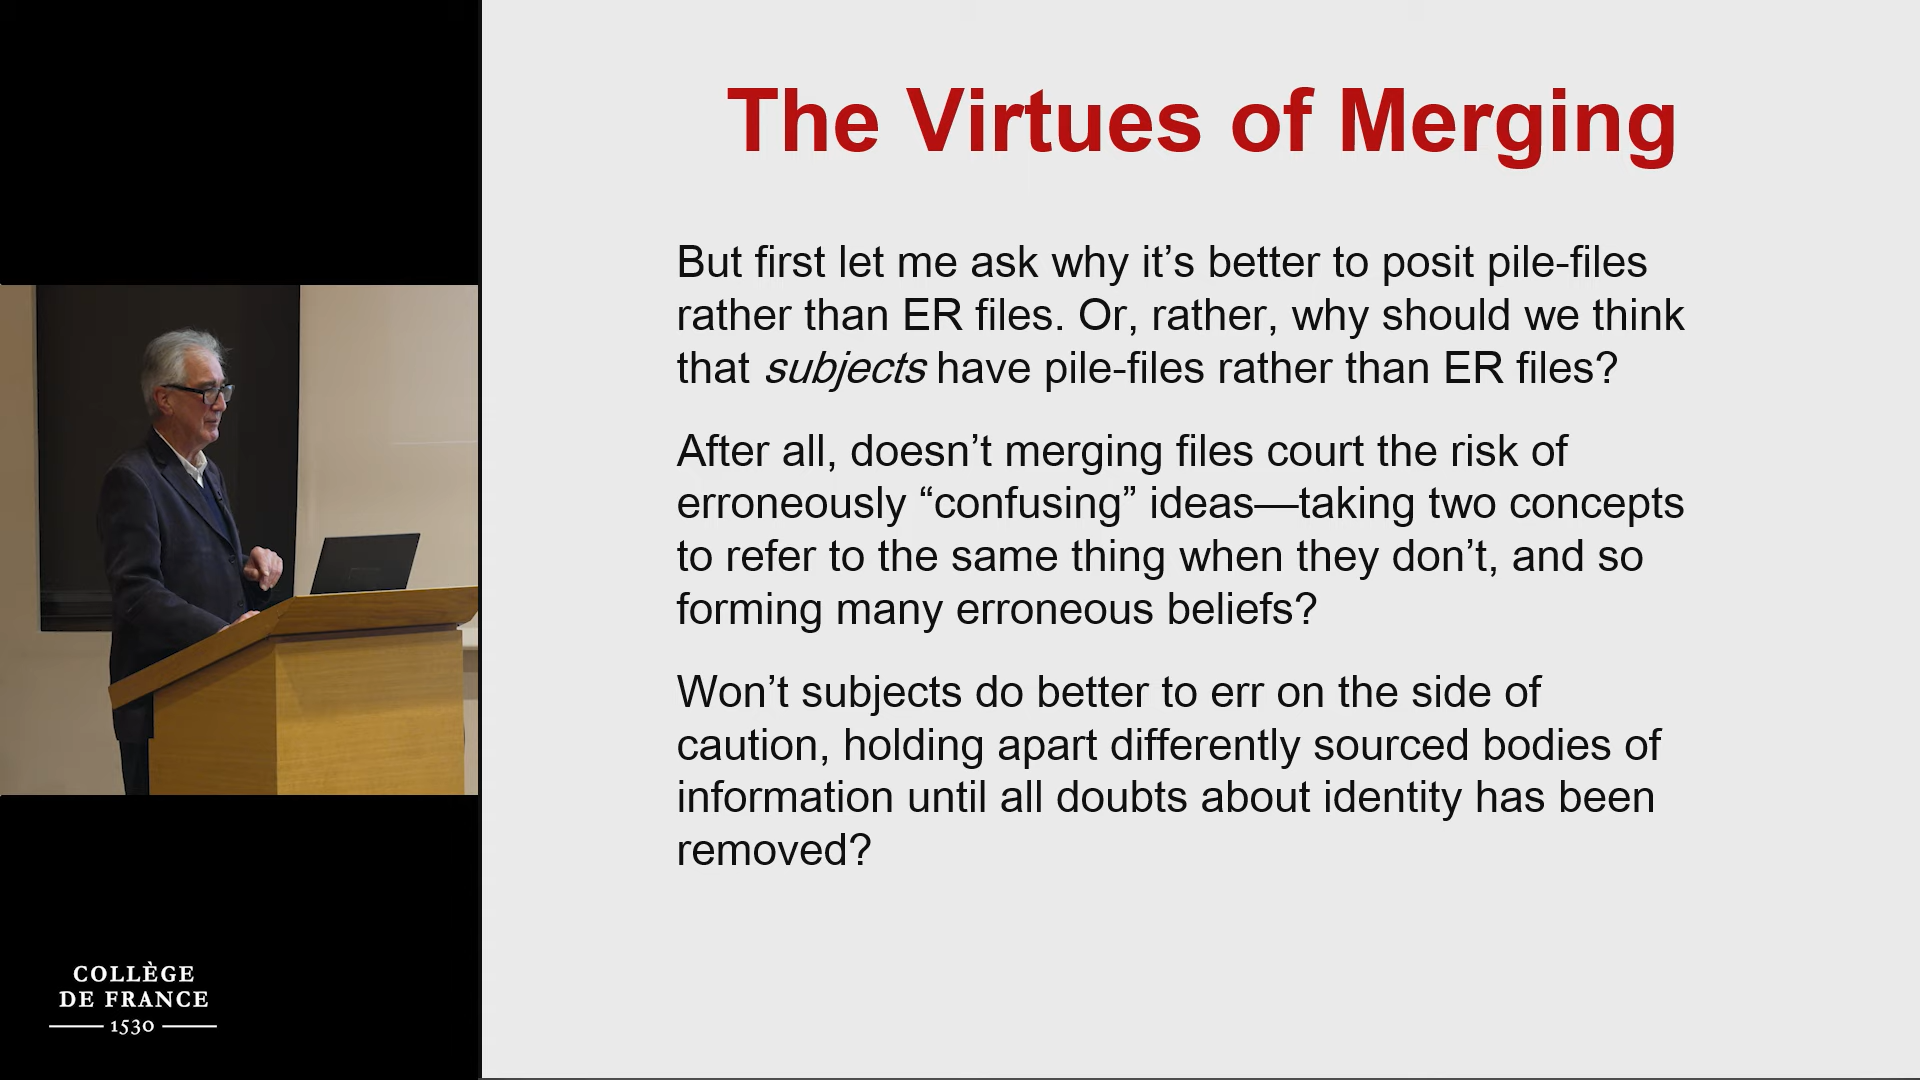 The Virtues of Merging
But first let me ask why it’s better to posit pile-files
rather than ER files. Or, rather, why should we think
that subjects have pile-files rather than ER files?
After all, doesn’t merging files court the risk of
erroneously “confusing” ideas—taking two concepts
to refer to the same thing when they don’t, and so
forming many erroneous beliefs?
Won’t subjects do better to err on the side of
caution, holding apart differently sourced bodies of
information until all doubts about identity has been
removed?
COLLÈGE
DE FRANCE
1530